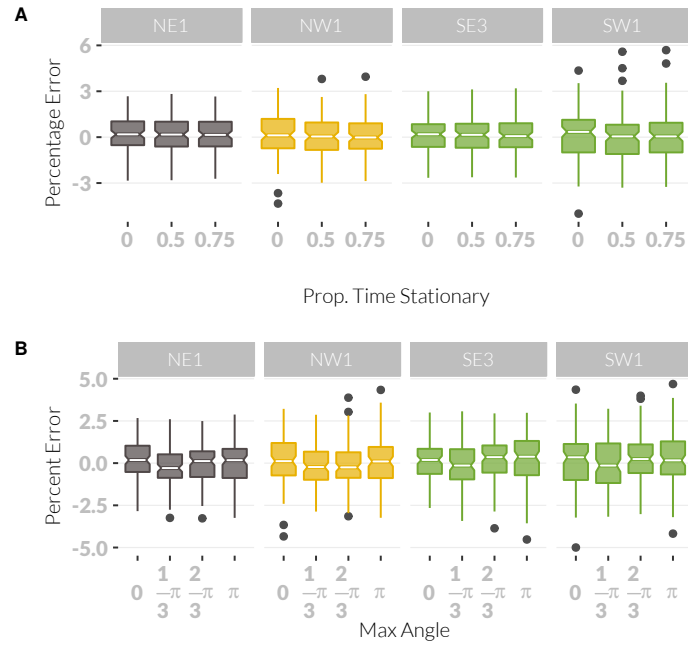 A
NE1 NW1 SE3 SW1
Percentage Error
6
3
0
-3
0 0.5 0.75 0 0.5 0.75 0 0.5 0.75 0 0.5 0.75
Prop. Time Stationary
B
NE1 NW1 SE3 SW1
Percent Error
5.0
2.5
0.0
-2.5
-5.0
0 1/3 π 2/3 π π 0 1/3 π 2/3 π π 0 1/3 π 2/3 π π 0 1/3 π 2/3 π π
Max Angle